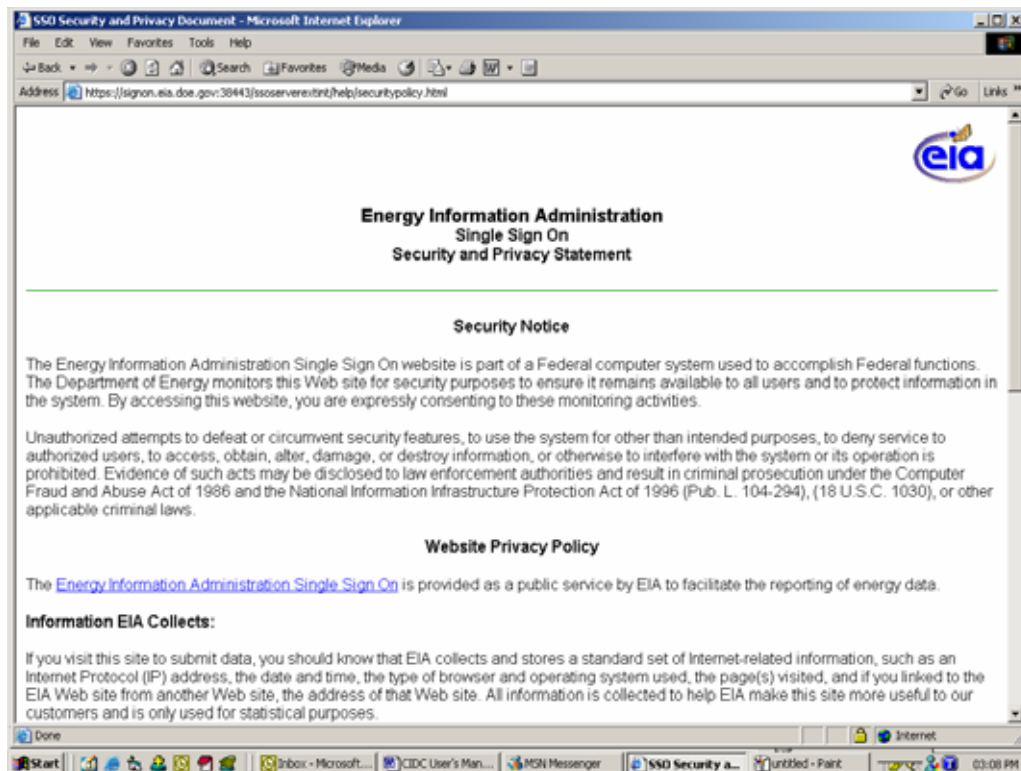 SSO Security and Privacy Document - Microsoft Internet Explorer
File Edit View Favorites Tools Help
Back Search Favorites Media
Address https://signon.eia.doe.gov:38443/ssoserverextint/help/securitypolicy.html Go Links »
eia
Energy Information Administration
Single Sign On
Security and Privacy Statement
Security Notice
The Energy Information Administration Single Sign On website is part of a Federal computer system used to accomplish Federal functions.
The Department of Energy monitors this Web site for security purposes to ensure it remains available to all users and to protect information in
the system. By accessing this website, you are expressly consenting to these monitoring activities.
Unauthorized attempts to defeat or circumvent security features, to use the system for other than intended purposes, to deny service to
authorized users, to access, obtain, alter, damage, or destroy information, or otherwise to interfere with the system or its operation is
prohibited. Evidence of such acts may be disclosed to law enforcement authorities and result in criminal prosecution under the Computer
Fraud and Abuse Act of 1986 and the National Information Infrastructure Protection Act of 1996 (Pub. L. 104-294), (18 U.S.C. 1030), or other
applicable criminal laws.
Website Privacy Policy
The Energy Information Administration Single Sign On is provided as a public service by EIA to facilitate the reporting of energy data.
Information EIA Collects:
If you visit this site to submit data, you should know that EIA collects and stores a standard set of Internet-related information, such as an
Internet Protocol (IP) address, the date and time, the type of browser and operating system used, the page(s) visited, and if you linked to the
EIA Web site from another Web site, the address of that Web site. All information is collected to help EIA make this site more useful to our
customers and is only used for statistical purposes.
Done Internet
Start Inbox - Microsoft... CIDC User's Man... MSN Messenger SSO Security a... untitled - Paint 03:08 PM